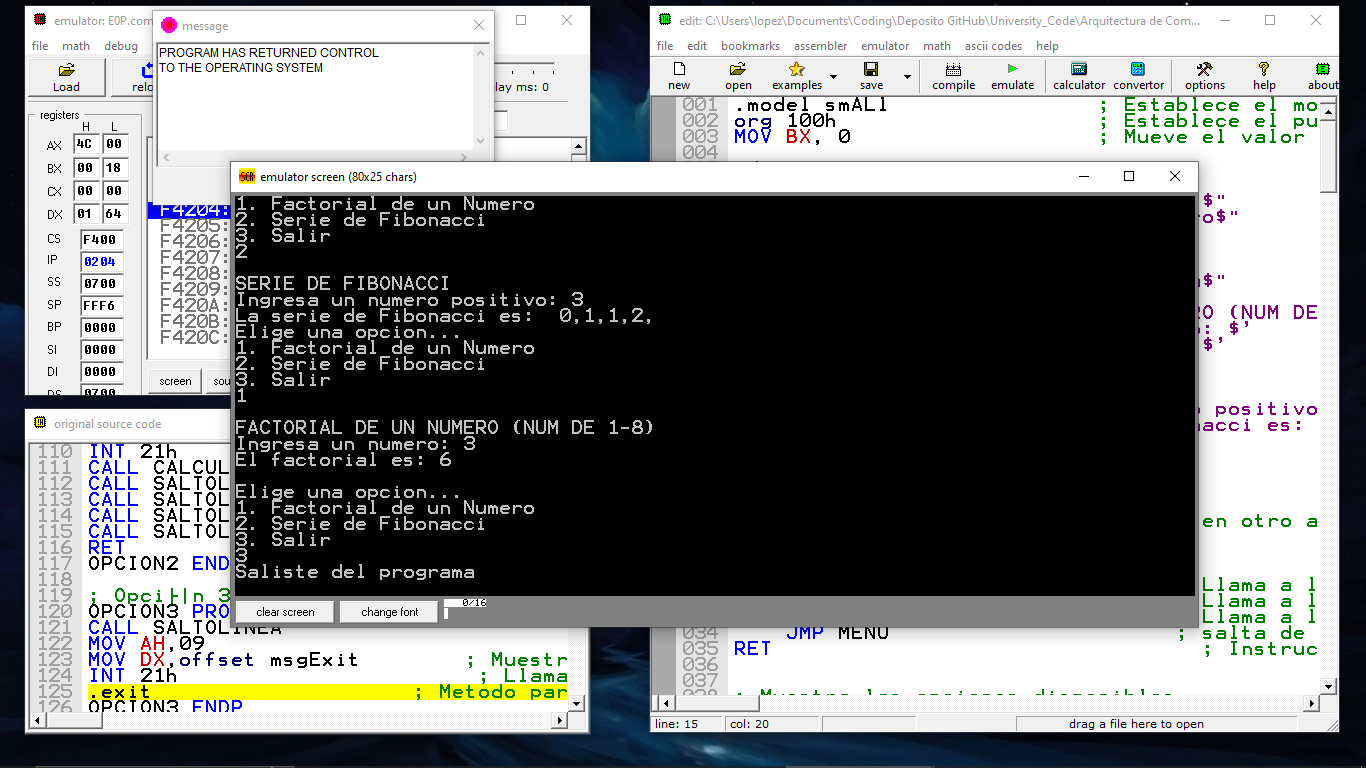 emulator: E0P.com
file math debug
Load
relo
lay ms: 0
registers
H L
AX 4C 00
BX 00 18
CX 00 00
DX 01 64
CS F400
IP 0204
SS 0700
SP FFF6
BP 0000
SI 0000
DI 0000
DS 0700
F4204:
F4205:
F4206:
F4207:
F4208:
F4209:
F420A:
F420B:
F420C:
screen sou
message
PROGRAM HAS RETURNED CONTROL
TO THE OPERATING SYSTEM
edit: C:\Users\lopez\Documents\Coding\Deposito GitHub\University_Code\Arquitectura de Com...
file edit bookmarks assembler emulator math ascii codes help
new open examples save compile emulate calculator convertor options help about
001 .model smALl ; Establece el mo
002 org 100h ; Establece el pu
003 MOV BX, 0 ; Mueve el valor
004
$"
o$"
$"
RO (NUM DE
: $'
$'
positivo
nacci es:
en otro a
Llama a l
Llama a l
Llama a l
034 JMP MENU ; salta de
035 RET ; Instruc
036
037
038 ; Muestra las opciones disponibles
line: 15 col: 20 drag a file here to open
emulator screen (80x25 chars)
1. Factorial de un Numero
2. Serie de Fibonacci
3. Salir
2
SERIE DE FIBONACCI
Ingresa un numero positivo: 3
La serie de Fibonacci es:  0,1,1,2,
Elige una opcion...
1. Factorial de un Numero
2. Serie de Fibonacci
3. Salir
1
FACTORIAL DE UN NUMERO (NUM DE 1-8)
Ingresa un numero: 3
El factorial es: 6
Elige una opcion...
1. Factorial de un Numero
2. Serie de Fibonacci
3. Salir
3
Saliste del programa
clear screen change font 0/16
original source code
110 INT 21h
111 CALL CALCUL
112 CALL SALTOL
113 CALL SALTOL
114 CALL SALTOL
115 CALL SALTOL
116 RET
117 OPCION2 END
118
119 ; Opci├│n 3
120 OPCION3 PRO
121 CALL SALTOLINEA
122 MOV AH,09
123 MOV DX,offset msgExit ; Muestr
124 INT 21h ; Llama
125 .exit ; Metodo par
126 OPCION3 ENDP